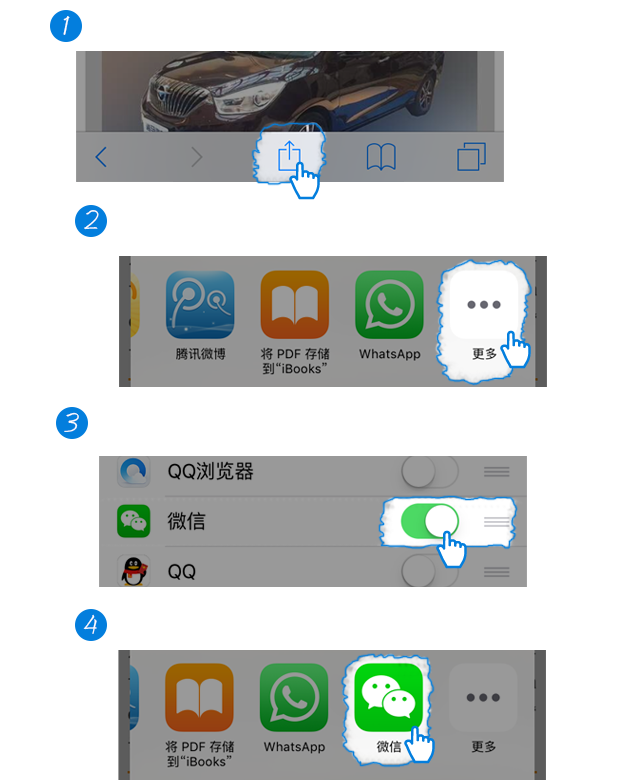 1
2
腾讯微博
将 PDF 存储
到“iBooks”
WhatsApp
更多
3
QQ浏览器
微信
QQ
4
将 PDF 存储
到“iBooks”
WhatsApp
微信
更多